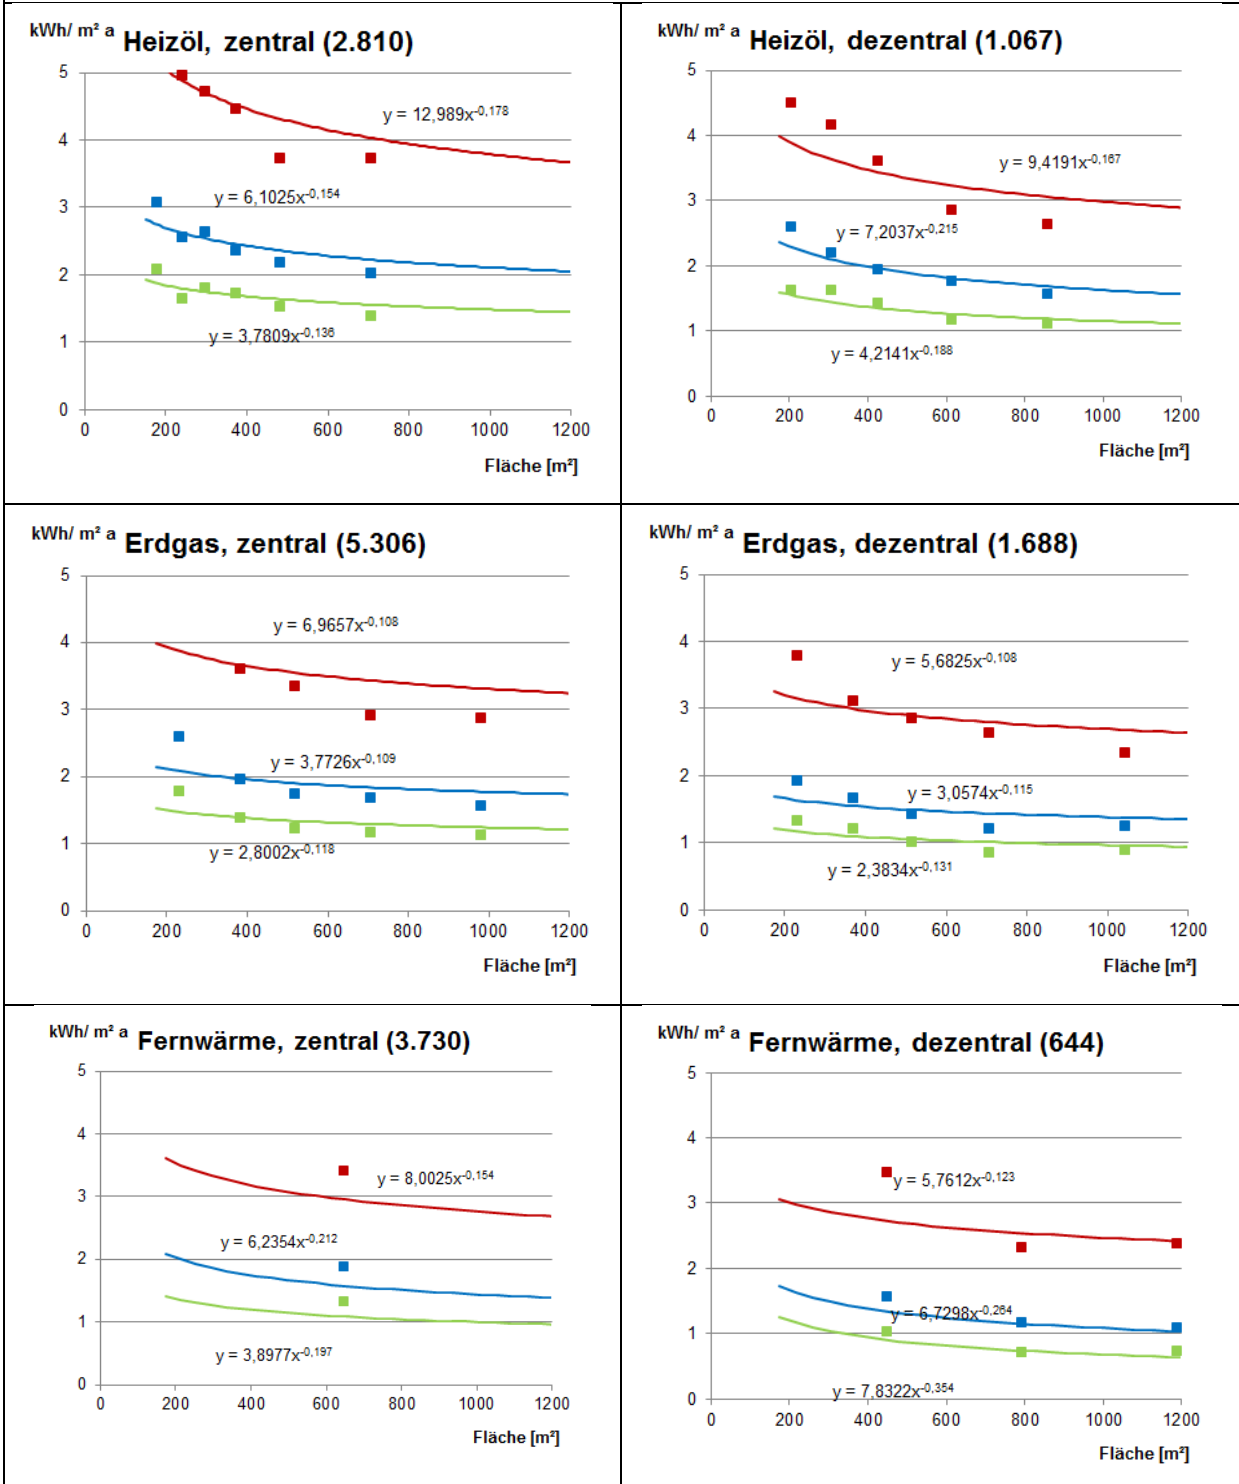 kWh/ m² a Heizöl, zentral (2.810)
5
4
3
2
1
0
0 200 400 600 800 1000 1200
y = 12,989x^-0,178
y = 6,1025x^-0,154
y = 3,7809x^-0,136
Fläche [m²]
kWh/ m² a Heizöl, dezentral (1.067)
5
4
3
2
1
0
0 200 400 600 800 1000 1200
y = 9,4191x^-0,167
y = 7,2037x^-0,215
y = 4,2141x^-0,188
Fläche [m²]
kWh/ m² a Erdgas, zentral (5.306)
5
4
3
2
1
0
0 200 400 600 800 1000 1200
y = 6,9657x^-0,108
y = 3,7726x^-0,109
y = 2,8002x^-0,118
Fläche [m²]
kWh/ m² a Erdgas, dezentral (1.688)
5
4
3
2
1
0
0 200 400 600 800 1000 1200
y = 5,6825x^-0,108
y = 3,0574x^-0,115
y = 2,3834x^-0,131
Fläche [m²]
kWh/ m² a Fernwärme, zentral (3.730)
5
4
3
2
1
0
0 200 400 600 800 1000 1200
y = 8,0025x^-0,154
y = 6,2354x^-0,212
y = 3,8977x^-0,197
Fläche [m²]
kWh/ m² a Fernwärme, dezentral (644)
5
4
3
2
1
0
0 200 400 600 800 1000 1200
y = 5,7612x^-0,123
y = 6,7298x^-0,264
y = 7,8322x^-0,354
Fläche [m²]